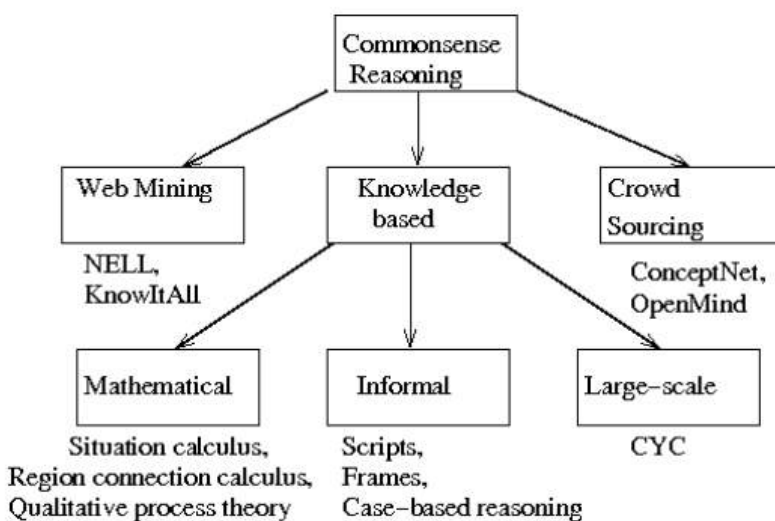 Commonsense
Reasoning
Web Mining
Knowledge
based
Crowd
Sourcing
NELL,
KnowItAll
ConceptNet,
OpenMind
Mathematical
Informal
Large-scale
Situation calculus,
Region connection calculus,
Qualitative process theory
Scripts,
Frames,
Case-based reasoning
CYC